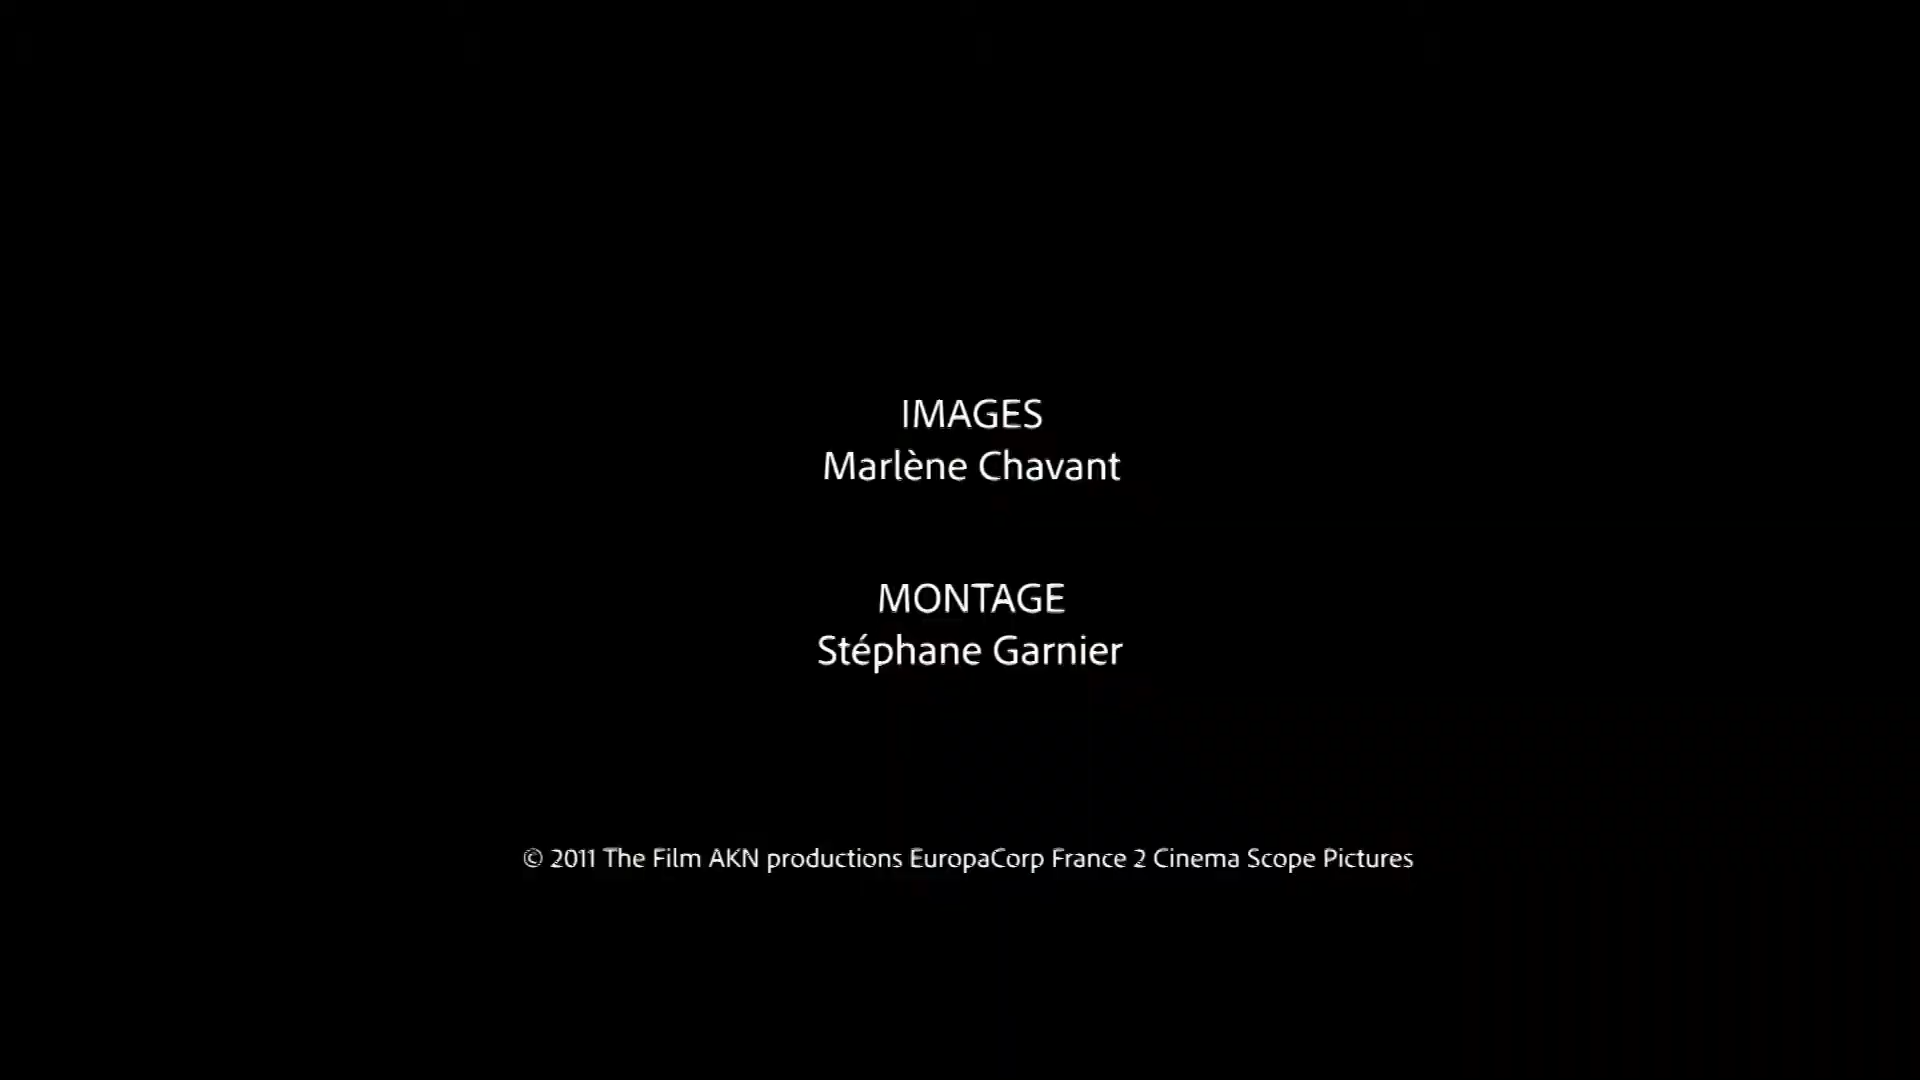 IMAGES
Marlène Chavant
MONTAGE
Stéphane Garnier
© 2011 The Film AKN productions EuropaCorp France 2 Cinema Scope Pictures